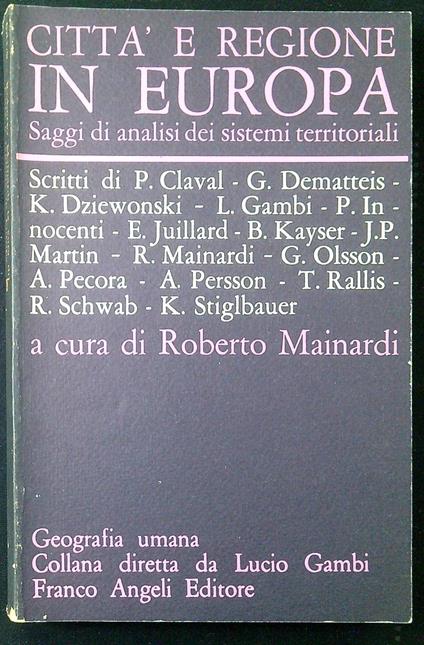 CITTA' E REGIONE
IN EUROPA
Saggi di analisi dei sistemi territoriali
Scritti di P. Claval - G. Dematteis -
K. Dziewonski - L. Gambi - P. In-
nocenti - E. Juillard - B. Kayser - J.P.
Martin - R. Mainardi - G. Olsson -
A. Pecora - A. Persson - T. Rallis -
R. Schwab - K. Stiglbauer
a cura di Roberto Mainardi
Geografia umana
Collana diretta da Lucio Gambi
Franco Angeli Editore